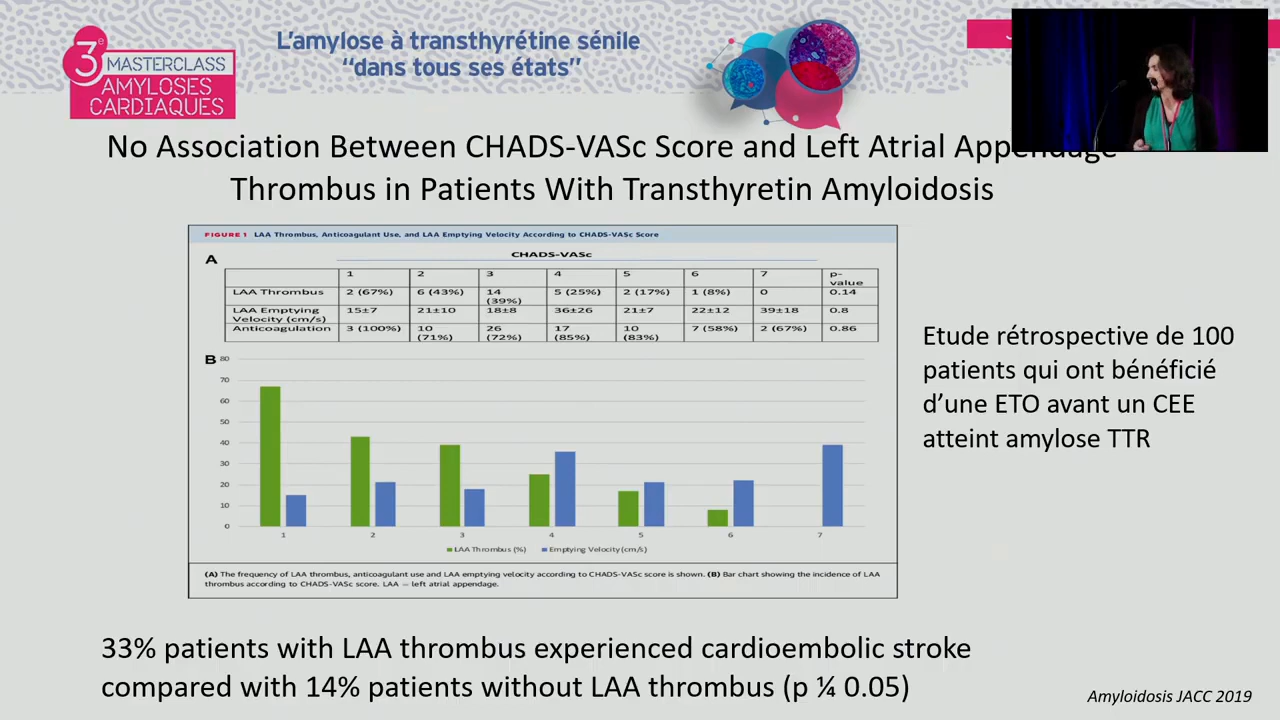 3e MASTERCLASS
AMYLOSES
CARDIAQUES
L'amylose à transthyrétine sénile
“dans tous ses états”
J
No Association Between CHADS-VASc Score and Left Atrial Appendage
Thrombus in Patients With Transthyretin Amyloidosis
FIGURE 1 LAA Thrombus, Anticoagulant Use, and LAA Emptying Velocity According to CHADS-VASc Score
A
CHADS-VASc
1 2 3 4 5 6 7 p-value
LAA Thrombus 2 (67%) 6 (43%) 14 (39%) 5 (25%) 2 (17%) 1 (8%) 0 0.14
LAA Emptying Velocity (cm/s) 15±7 21±10 18±8 36±26 21±7 22±12 39±18 0.8
Anticoagulation 3 (100%) 10 (71%) 26 (72%) 17 (85%) 10 (83%) 7 (58%) 2 (67%) 0.86
B
80
70
60
50
40
30
20
10
0
1 2 3 4 5 6 7
LAA Thrombus (%) Emptying Velocity (cm/s)
(A) The frequency of LAA thrombus, anticoagulant use and LAA emptying velocity according to CHADS-VASc score is shown. (B) Bar chart showing the incidence of LAA
thrombus according to CHADS-VASc score. LAA = left atrial appendage.
Etude rétrospective de 100
patients qui ont bénéficié
d'une ETO avant un CEE
atteint amylose TTR
33% patients with LAA thrombus experienced cardioembolic stroke
compared with 14% patients without LAA thrombus (p ¼ 0.05)
Amyloidosis JACC 2019